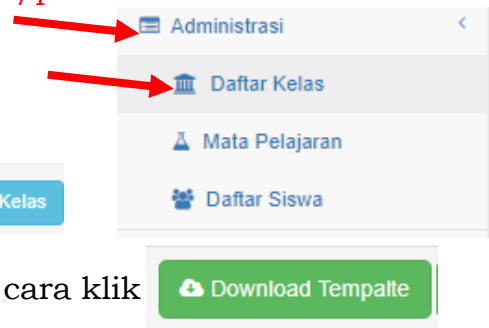 Administrasi
Daftar Kelas
Mata Pelajaran
Kelas
Daftar Siswa
cara klik Download Tempalte